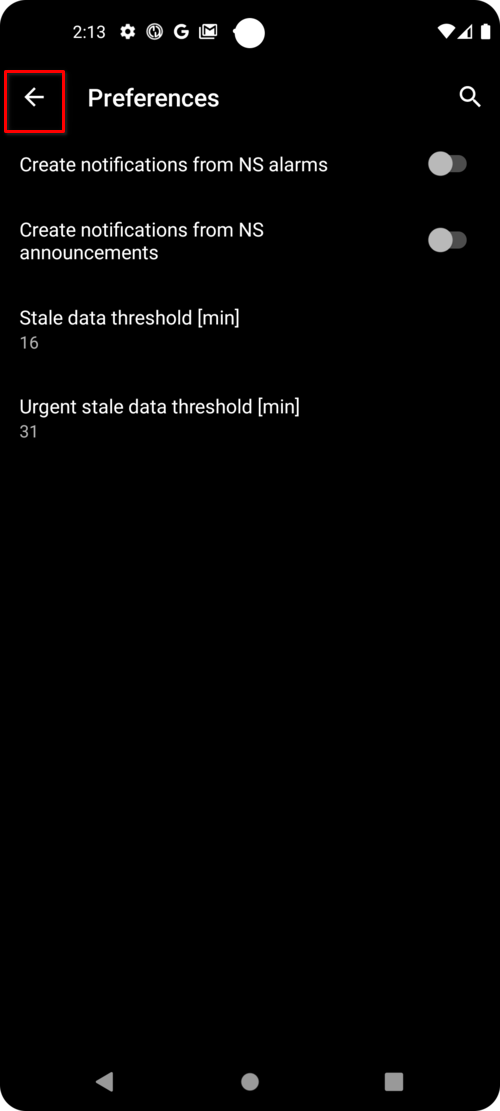 2:13
Preferences
Create notifications from NS alarms
Create notifications from NS
announcements
Stale data threshold [min]
16
Urgent stale data threshold [min]
31